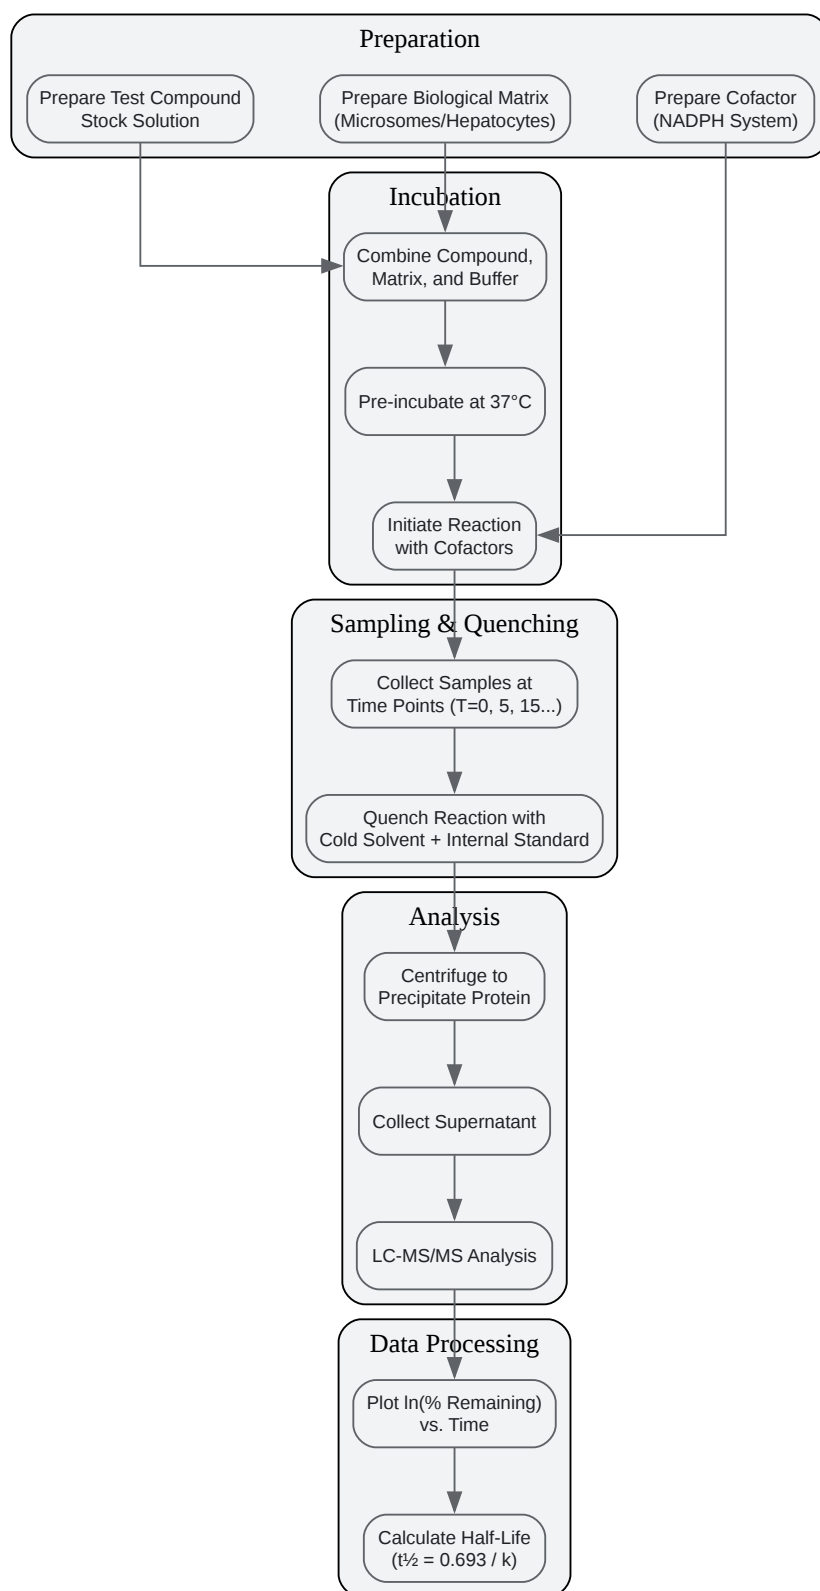 Preparation
Prepare Test Compound
Stock Solution
Prepare Biological Matrix
(Microsomes/Hepatocytes)
Prepare Cofactor
(NADPH System)
Incubation
Combine Compound,
Matrix, and Buffer
Pre-incubate at 37°C
Initiate Reaction
with Cofactors
Sampling & Quenching
Collect Samples at
Time Points (T=0, 5, 15...)
Quench Reaction with
Cold Solvent + Internal Standard
Analysis
Centrifuge to
Precipitate Protein
Collect Supernatant
LC-MS/MS Analysis
Data Processing
Plot ln(% Remaining)
vs. Time
Calculate Half-Life
(t½ = 0.693 / k)